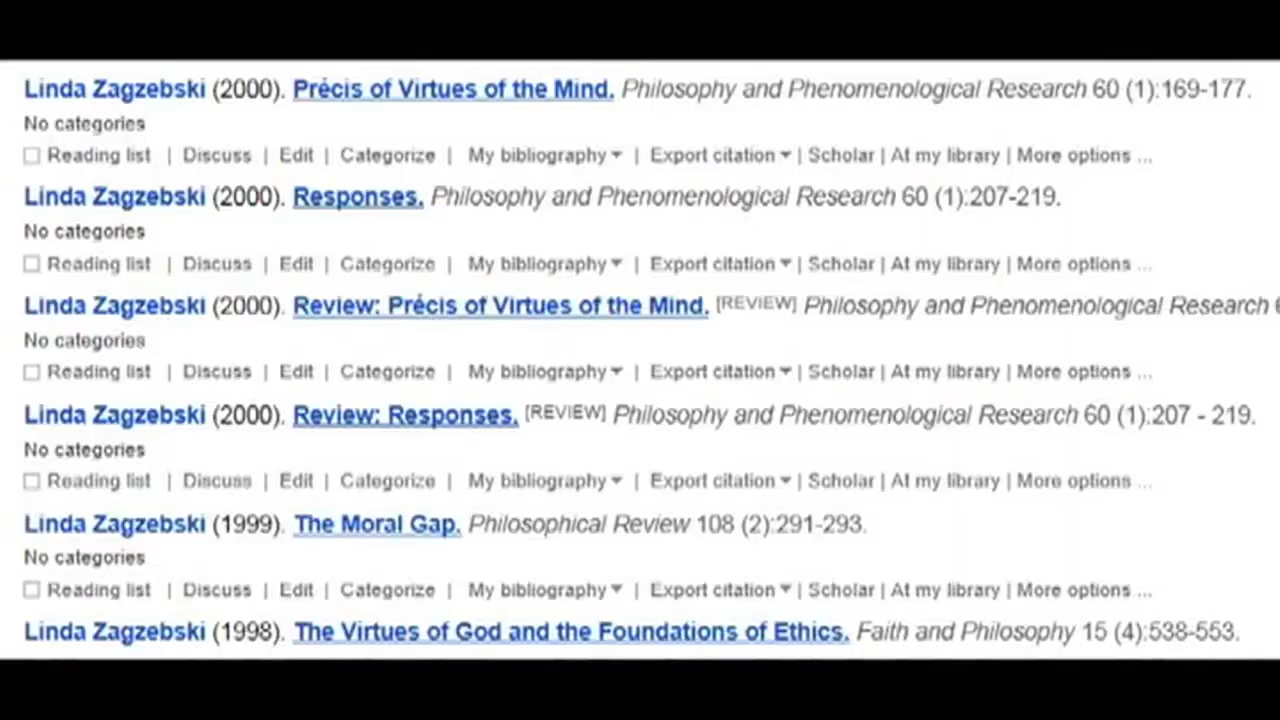 Linda Zagzebski (2000). Précis of Virtues of the Mind. Philosophy and Phenomenological Research 60 (1):169-177.
No categories
Reading list | Discuss | Edit | Categorize | My bibliography | Export citation | Scholar | At my library | More options ...
Linda Zagzebski (2000). Responses. Philosophy and Phenomenological Research 60 (1):207-219.
No categories
Reading list | Discuss | Edit | Categorize | My bibliography | Export citation | Scholar | At my library | More options ...
Linda Zagzebski (2000). Review: Précis of Virtues of the Mind. [REVIEW] Philosophy and Phenomenological Research
No categories
Reading list | Discuss | Edit | Categorize | My bibliography | Export citation | Scholar | At my library | More options ...
Linda Zagzebski (2000). Review: Responses. [REVIEW] Philosophy and Phenomenological Research 60 (1):207 - 219.
No categories
Reading list | Discuss | Edit | Categorize | My bibliography | Export citation | Scholar | At my library | More options ...
Linda Zagzebski (1999). The Moral Gap. Philosophical Review 108 (2):291-293.
No categories
Reading list | Discuss | Edit | Categorize | My bibliography | Export citation | Scholar | At my library | More options ...
Linda Zagzebski (1998). The Virtues of God and the Foundations of Ethics. Faith and Philosophy 15 (4):538-553.